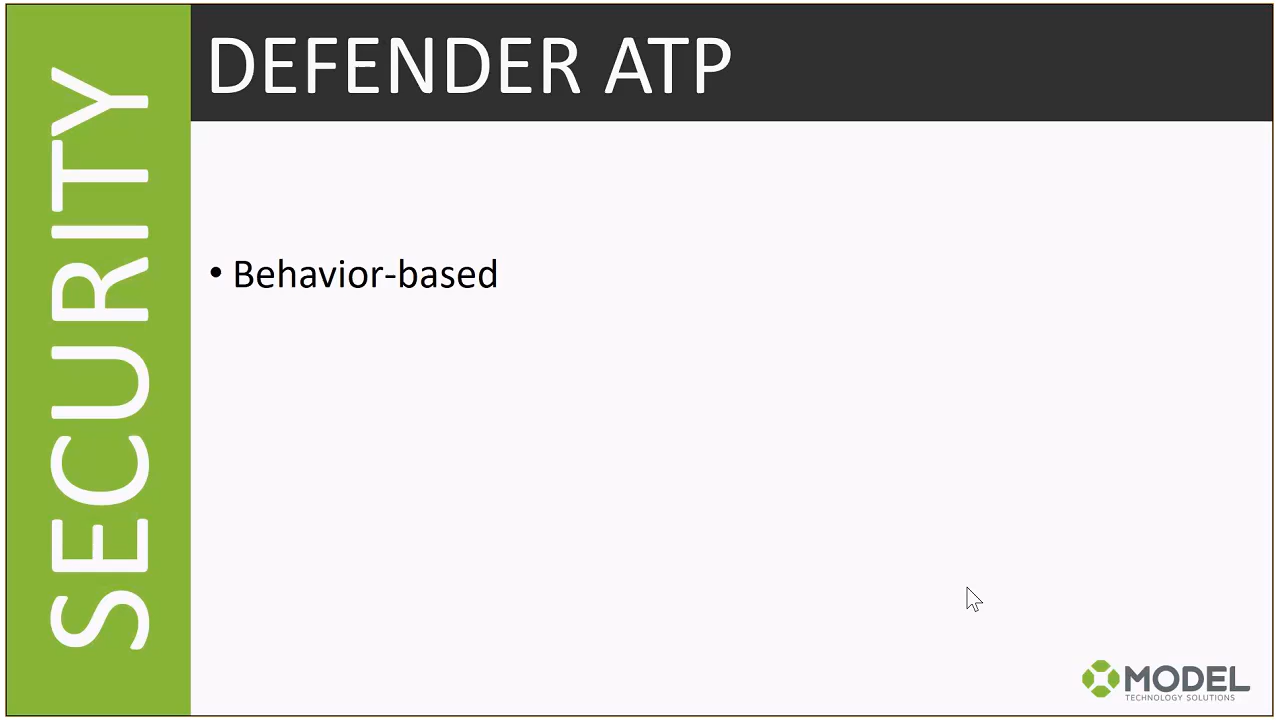 SECURITY
DEFENDER ATP
• Behavior-based
MODEL
TECHNOLOGY SOLUTIONS